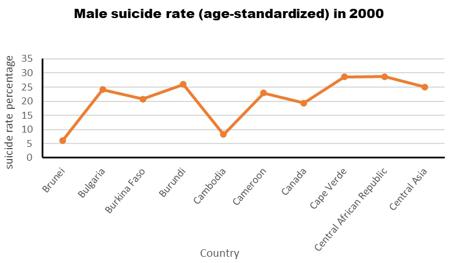 Male suicide rate (age-standardized) in 2000
suicide rate percentage
35
30
25
20
15
10
5
0
Brunei
Bulgaria
Burkina Faso
Burundi
Cambodia
Cameroon
Canada
Cape Verde
Central African Republic
Central Asia
Country